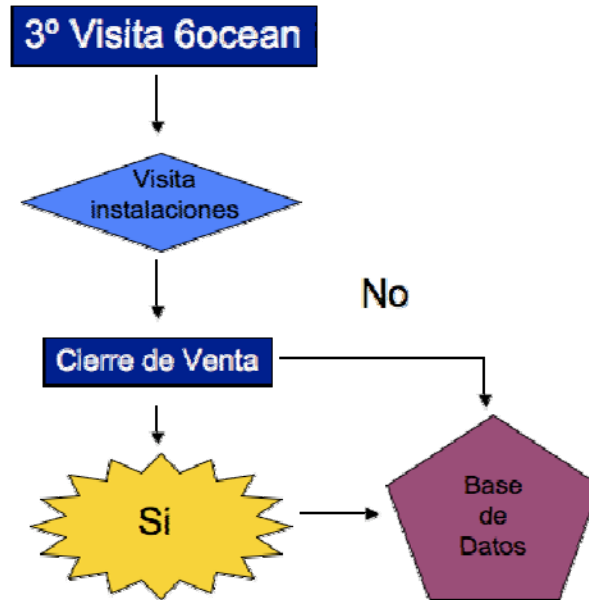 3º Visita 6ocean
Visita
instalaciones
No
Cierre de Venta
Si
Base
de
Datos